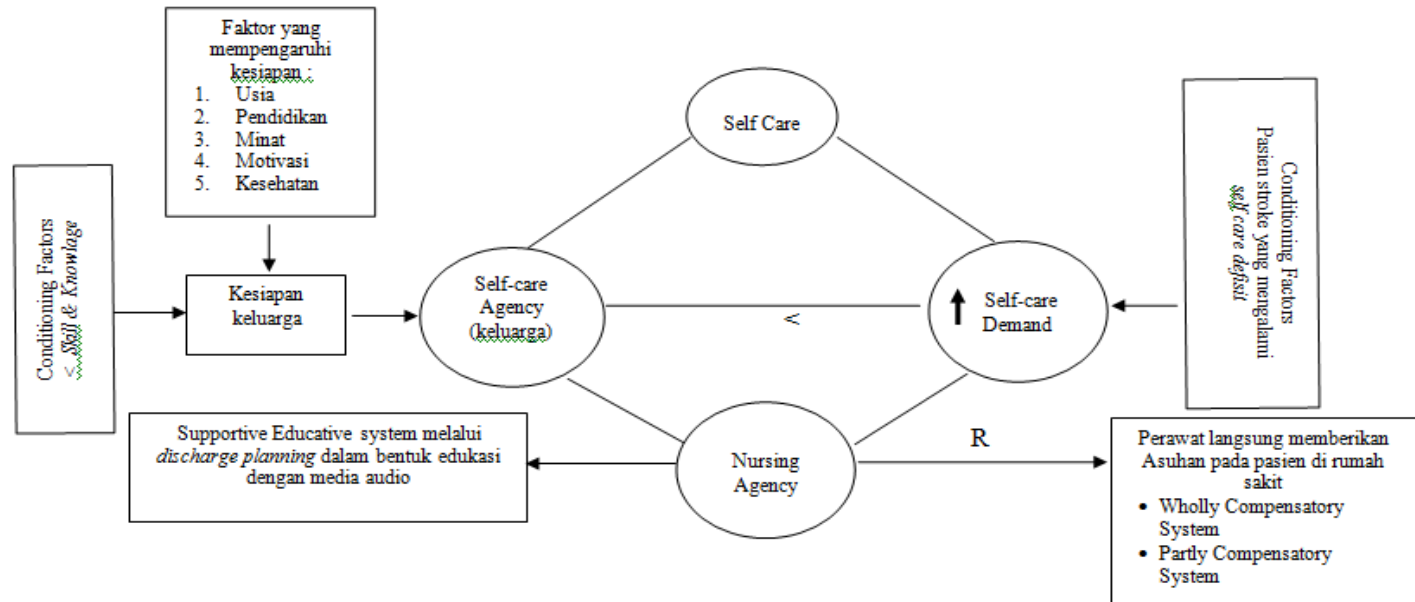 Faktor yang
mempengaruhi
kesiapan :
1. Usia
2. Pendidikan
3. Minat
4. Motivasi
5. Kesehatan
Conditioning Factors
< Skill & Knowlage
Kesiapan
keluarga
Self Care
Self-care
Agency
(keluarga)
<
Self-care
Demand
Conditioning Factors
Pasien stroke yang mengalami
self care defisit
Supportive Educative system melalui
discharge planning dalam bentuk edukasi
dengan media audio
Nursing
Agency
R
Perawat langsung memberikan
Asuhan pada pasien di rumah
sakit
• Wholly Compensatory
System
• Partly Compensatory
System